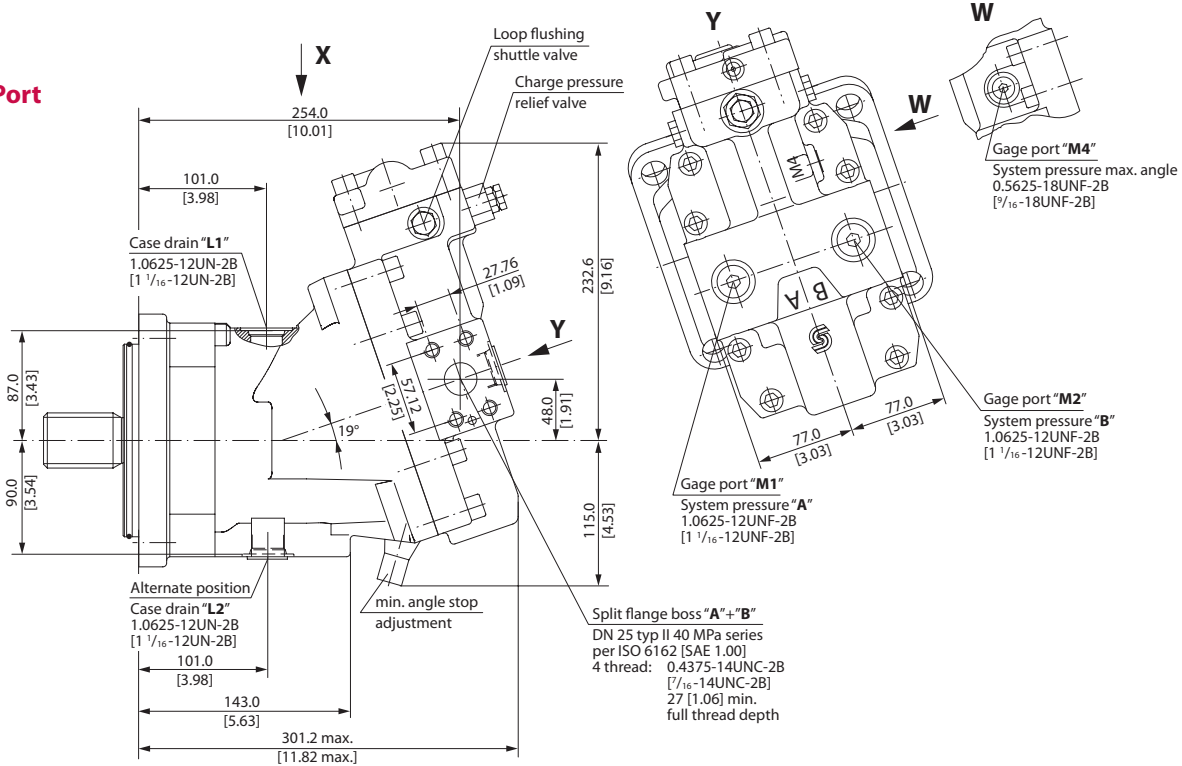 Port
X
Loop flushing
shuttle valve
Charge pressure
relief valve
254.0
[10.01]
101.0
[3.98]
Case drain "L1"
1.0625-12UN-2B
[1 1/16-12UN-2B]
27.76
[1.09]
232.6
[9.16]
Y
87.0
[3.43]
57.12
[2.25]
48.0
[1.91]
19°
90.0
[3.54]
115.0
[4.53]
Alternate position
Case drain "L2"
1.0625-12UN-2B
[1 1/16-12UN-2B]
101.0
[3.98]
min. angle stop
adjustment
143.0
[5.63]
301.2 max.
[11.82 max.]
Split flange boss "A"+"B"
DN 25 typ II 40 MPa series
per ISO 6162 [SAE 1.00]
4 thread: 0.4375-14UNC-2B
[7/16-14UNC-2B]
27 [1.06] min.
full thread depth
Y
W
M4
B A
77.0
[3.03]
77.0
[3.03]
Gage port "M1"
System pressure "A"
1.0625-12UNF-2B
[1 1/16-12UNF-2B]
Gage port "M2"
System pressure "B"
1.0625-12UNF-2B
[1 1/16-12UNF-2B]
W
Gage port "M4"
System pressure max. angle
0.5625-18UNF-2B
[9/16-18UNF-2B]